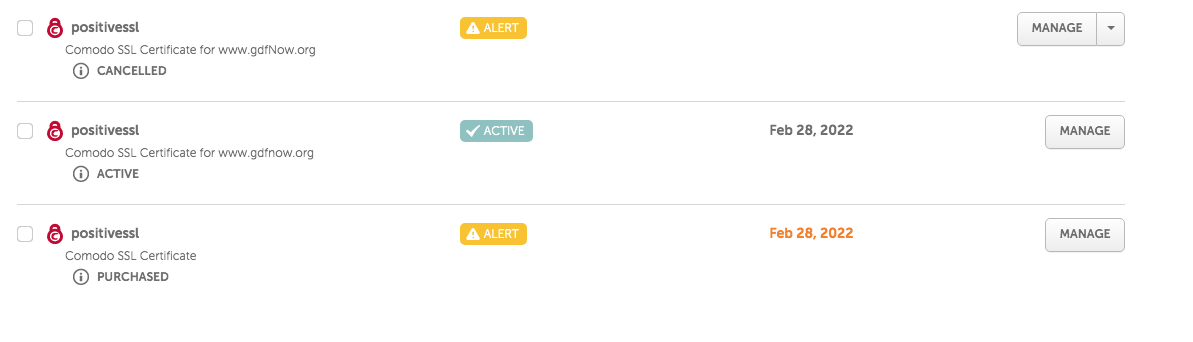 positivessl ALERT MANAGE
Comodo SSL Certificate for www.gdfNow.org
CANCELLED
positivessl ACTIVE Feb 28, 2022 MANAGE
Comodo SSL Certificate for www.gdfnow.org
ACTIVE
positivessl ALERT Feb 28, 2022 MANAGE
Comodo SSL Certificate
PURCHASED